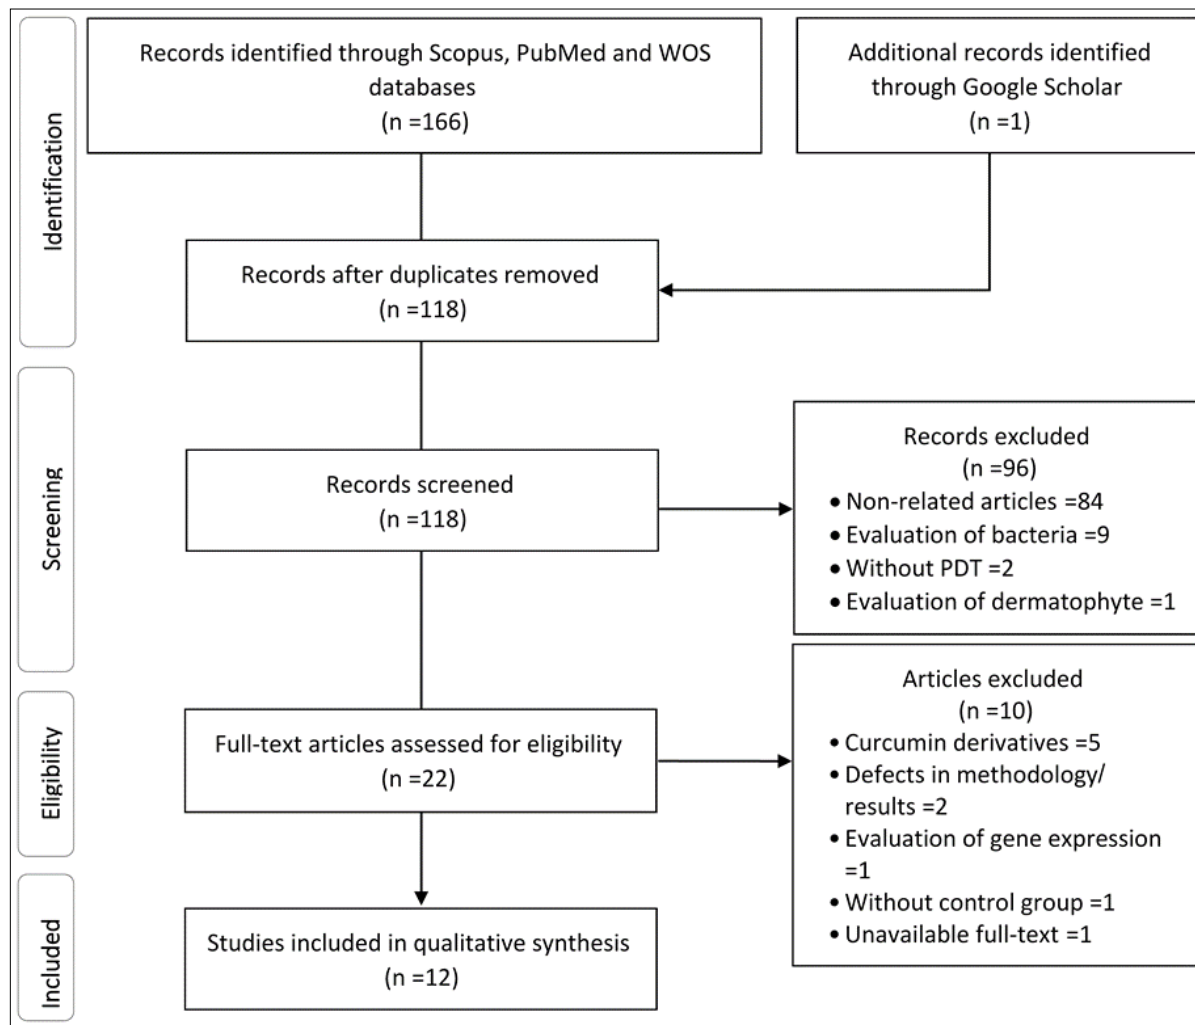 Identification
Records identified through Scopus, PubMed and WOS
databases
(n =166)
Additional records identified
through Google Scholar
(n =1)
Records after duplicates removed
(n =118)
Screening
Records screened
(n =118)
Records excluded
(n =96)
• Non-related articles =84
• Evaluation of bacteria =9
• Without PDT =2
• Evaluation of dermatophyte =1
Eligibility
Full-text articles assessed for eligibility
(n =22)
Articles excluded
(n =10)
• Curcumin derivatives =5
• Defects in methodology/
results =2
• Evaluation of gene expression
=1
• Without control group =1
• Unavailable full-text =1
Included
Studies included in qualitative synthesis
(n =12)